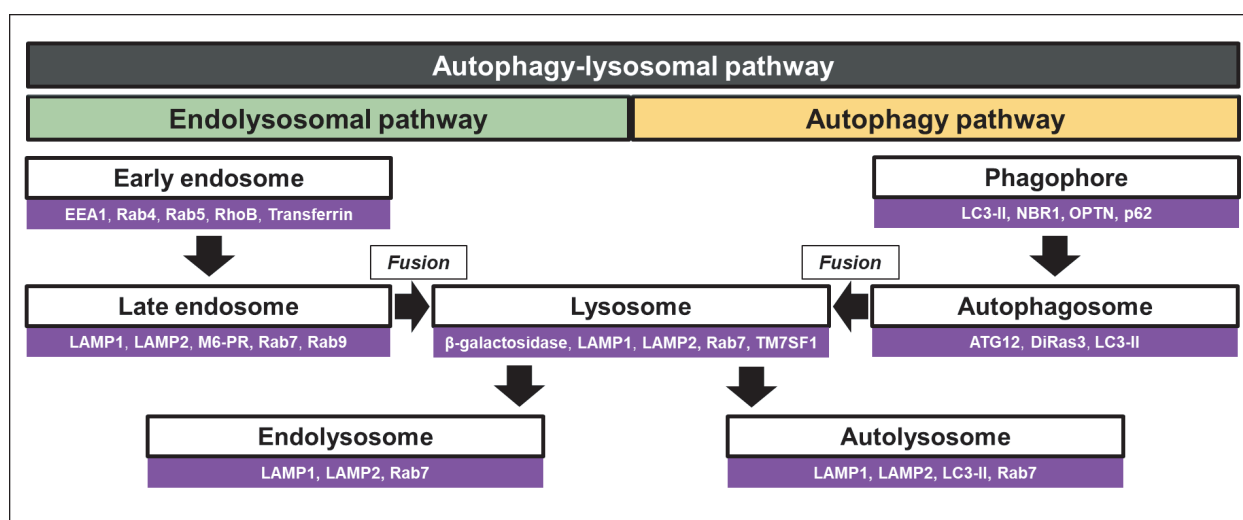 Autophagy-lysosomal pathway
Endolysosomal pathway
Autophagy pathway
Early endosome
EEA1, Rab4, Rab5, RhoB, Transferrin
Phagophore
LC3-II, NBR1, OPTN, p62
Fusion
Fusion
Late endosome
LAMP1, LAMP2, M6-PR, Rab7, Rab9
Lysosome
β-galactosidase, LAMP1, LAMP2, Rab7, TM7SF1
Autophagosome
ATG12, DiRas3, LC3-II
Endolysosome
LAMP1, LAMP2, Rab7
Autolysosome
LAMP1, LAMP2, LC3-II, Rab7